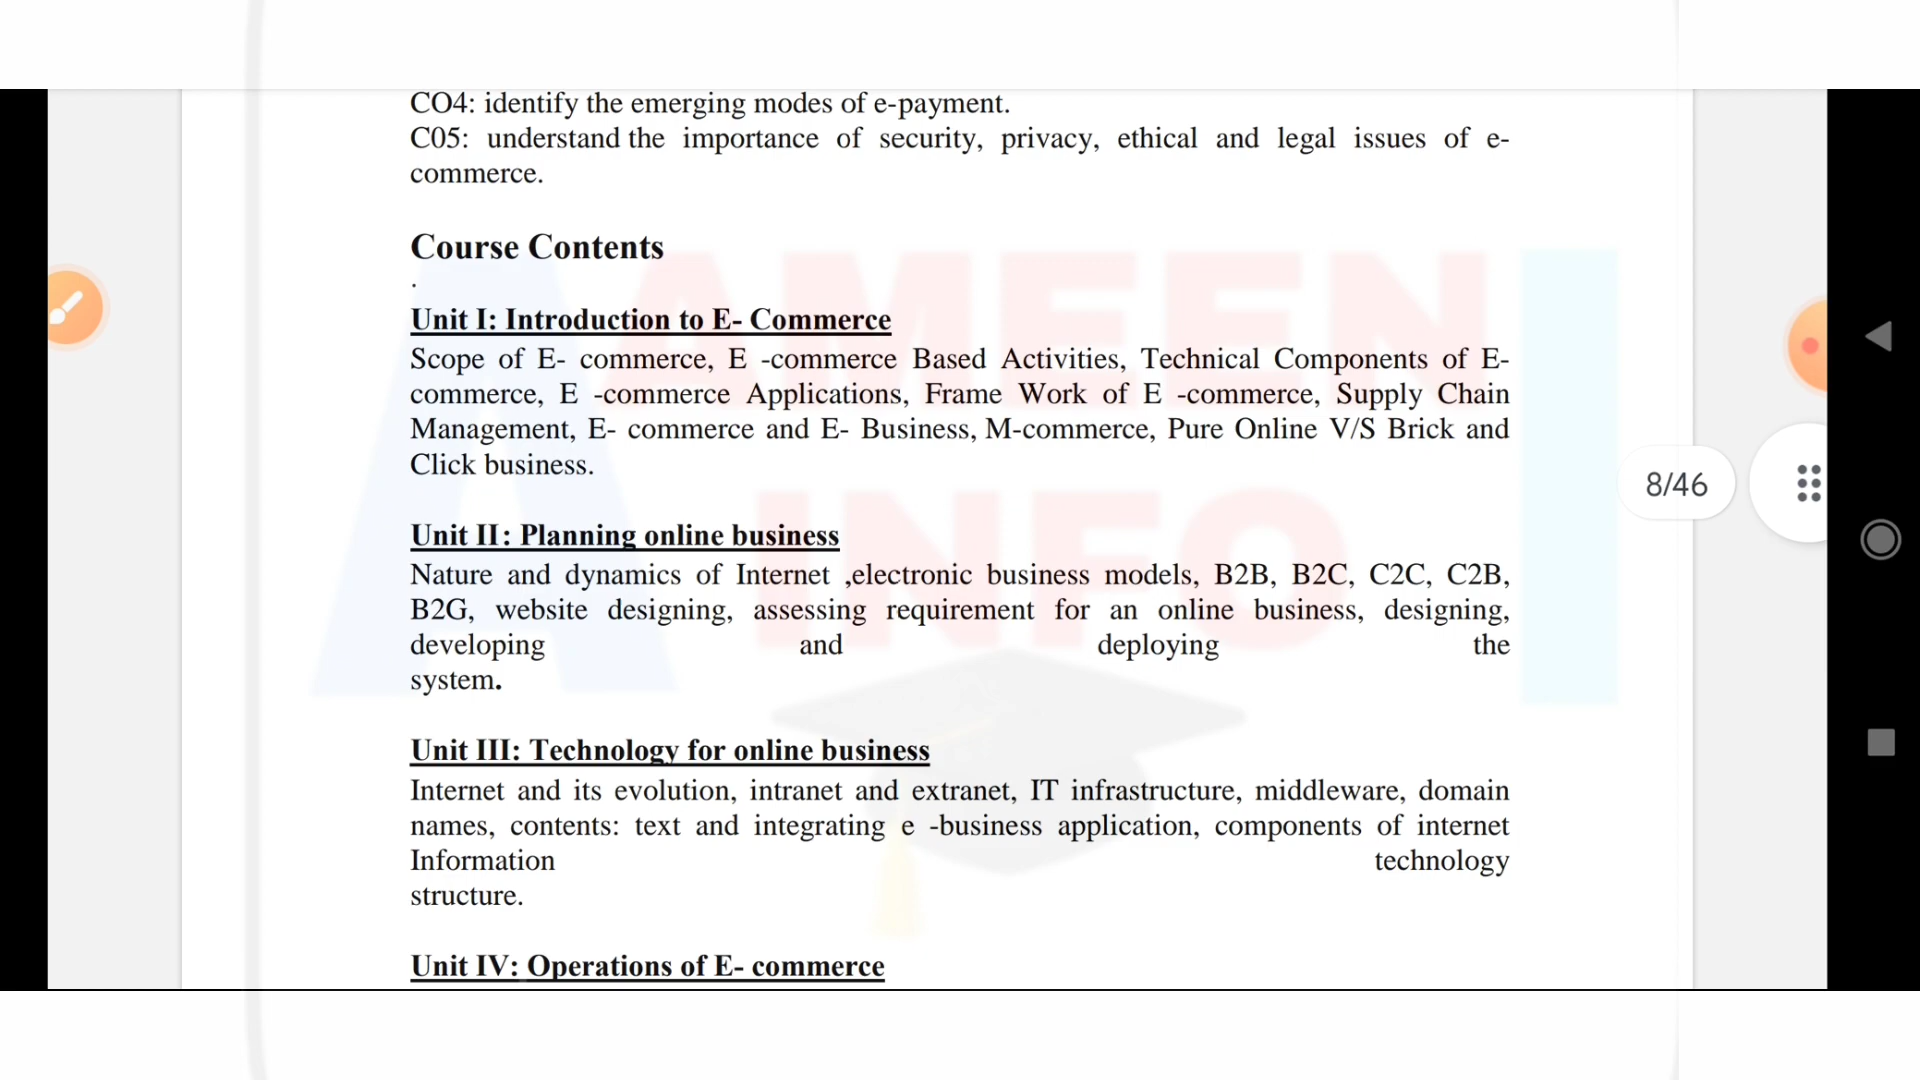 CO4: identify the emerging modes of e-payment.
C05: understand the importance of security, privacy, ethical and legal issues of e-
commerce.
Course Contents
.
Unit I: Introduction to E- Commerce
Scope of E- commerce, E -commerce Based Activities, Technical Components of E-
commerce, E -commerce Applications, Frame Work of E -commerce, Supply Chain
Management, E- commerce and E- Business, M-commerce, Pure Online V/S Brick and
Click business.
8/46
Unit II: Planning online business
Nature and dynamics of Internet ,electronic business models, B2B, B2C, C2C, C2B,
B2G, website designing, assessing requirement for an online business, designing,
developing and deploying the
system.
Unit III: Technology for online business
Internet and its evolution, intranet and extranet, IT infrastructure, middleware, domain
names, contents: text and integrating e -business application, components of internet
Information technology
structure.
Unit IV: Operations of E- commerce
AMEEN
INFO